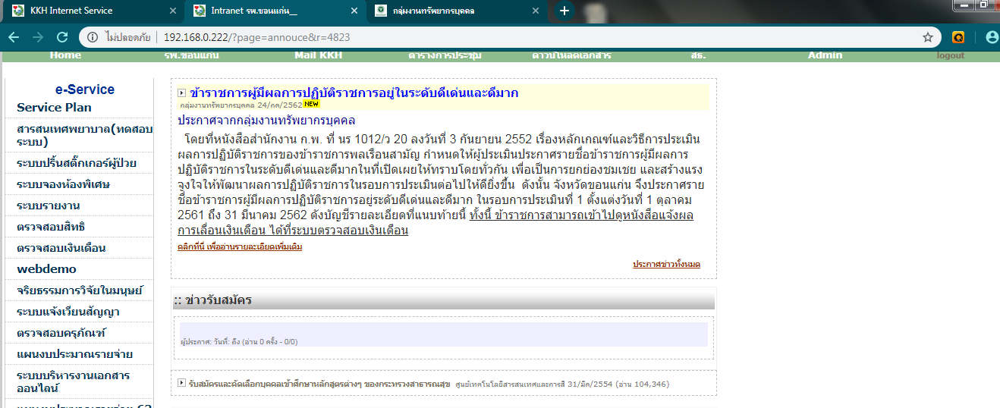 KKH Internet Service
Intranet รพ.ขอนแก่น__
กลุ่มงานทรัพยากรบุคคล
ไม่ปลอดภัย
192.168.0.222/?page=annouce&r=4823
Home
รพ.ขอนแก่น
Mail KKH
ตารางการประชุม
ดาวน์โหลดเอกสาร
สธ.
Admin
logout
e-Service
Service Plan
สารสนเทศพยาบาล(ทดสอบ
ระบบ)
ระบบปริ้นสติ๊กเกอร์ผู้ป่วย
ระบบจองห้องพิเศษ
ระบบรายงาน
ตรวจสอบสิทธิ
ตรวจสอบเงินเดือน
webdemo
จริยธรรมการวิจัยในมนุษย์
ระบบแจ้งเวียนสัญญา
ตรวจสอบครุภัณฑ์
แผนงบประมาณรายจ่าย
ระบบบริหารงานเอกสาร
ออนไลน์
ข้าราชการผู้มีผลการปฏิบัติราชการอยู่ในระดับดีเด่นและดีมาก
กลุ่มงานทรัพยากรบุคคล 24/กค/2562 NEW
ประกาศจากกลุ่มงานทรัพยากรบุคคล
โดยที่หนังสือสำนักงาน ก.พ. ที่ นร 1012/ว 20 ลงวันที่ 3 กันยายน 2552 เรื่องหลักเกณฑ์และวิธีการประเมิน
ผลการปฏิบัติราชการของข้าราชการพลเรือนสามัญ กำหนดให้ผู้ประเมินประกาศรายชื่อข้าราชการผู้มีผลการ
ปฏิบัติราชการในระดับดีเด่นและดีมากในที่เปิดเผยให้ทราบโดยทั่วกัน เพื่อเป็นการยกย่องชมเชย และสร้างแรง
จูงใจให้พัฒนาผลการปฏิบัติราชการในรอบการประเมินต่อไปให้ดียิ่งขึ้น ดังนั้น จังหวัดขอนแก่น จึงประกาศราย
ชื่อข้าราชการผู้มีผลการปฏิบัติราชการอยู่ระดับดีเด่นและดีมาก ในรอบการประเมินที่ 1 ตั้งแต่วันที่ 1 ตุลาคม
2561 ถึง 31 มีนาคม 2562 ดังบัญชีรายละเอียดที่แนบท้ายนี้ ทั้งนี้ ข้าราชการสามารถเข้าไปดูหนังสือแจ้งผล
การเลื่อนเงินเดือน ได้ที่ระบบตรวจสอบเงินเดือน
คลิกที่นี่ เพื่ออ่านรายละเอียดเพิ่มเติม
ประกาศข่าวทั้งหมด
:: ข่าวรับสมัคร
ผู้ประกาศ: วันที่: ถึง (อ่าน 0 ครั้ง - 0/0)
รับสมัครและคัดเลือกบุคคลเข้าศึกษาหลักสูตรต่างๆ ของกระทรวงสาธารณสุข ศูนย์เทคโนโลยีสารสนเทศและการสื 31/มีค/2554 (อ่าน 104,346)